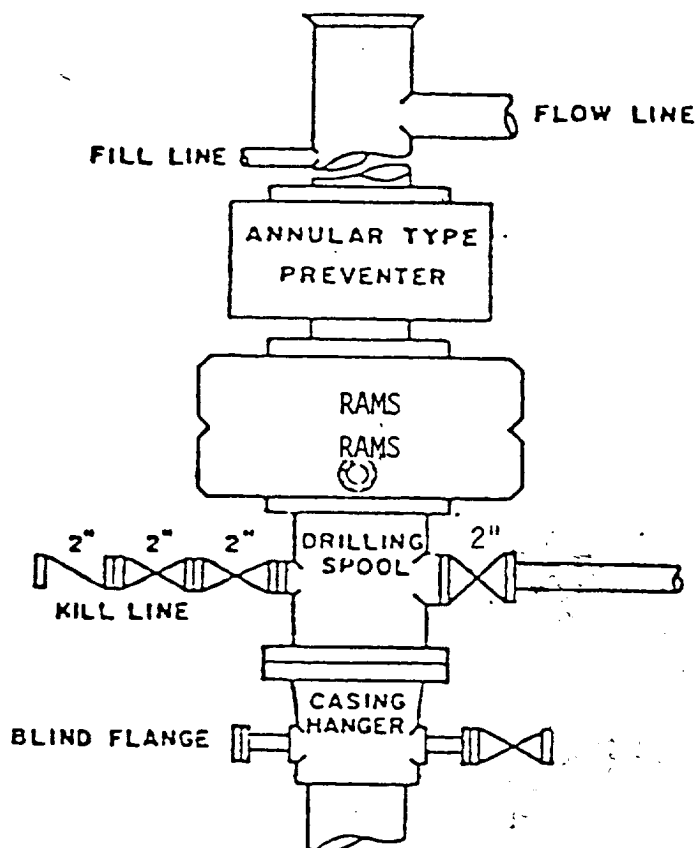 FLOW LINE
FILL LINE
ANNULAR TYPE
PREVENTER
RAMS
RAMS
2" 2" 2"
DRILLING
SPOOL
2"
KILL LINE
CASING
HANGER
BLIND FLANGE